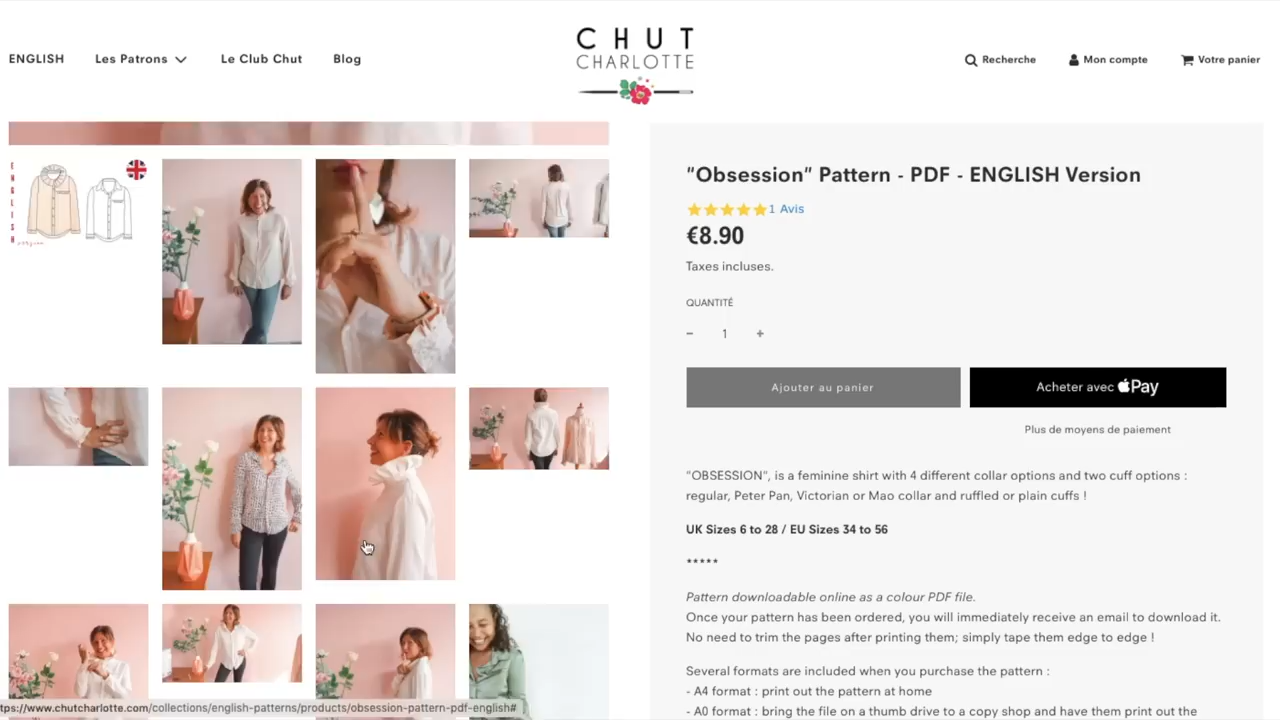 ENGLISH
Les Patrons
Le Club Chut
Blog
CHUT
CHARLOTTE
Recherche
Mon compte
Votre panier
ENGLISH
"Obsession" Pattern - PDF - ENGLISH Version
1 Avis
€8.90
Taxes incluses.
QUANTITÉ
− 1 +
Ajouter au panier
Acheter avec Pay
Plus de moyens de paiement
"OBSESSION", is a feminine shirt with 4 different collar options and two cuff options :
regular, Peter Pan, Victorian or Mao collar and ruffled or plain cuffs !
UK Sizes 6 to 28 / EU Sizes 34 to 56
*****
Pattern downloadable online as a colour PDF file.
Once your pattern has been ordered, you will immediately receive an email to download it.
No need to trim the pages after printing them; simply tape them edge to edge !
Several formats are included when you purchase the pattern :
- A4 format : print out the pattern at home
- A0 format : bring the file on a thumb drive to a copy shop and have them print out the
tps://www.chutcharlotte.com/collections/english-patterns/products/obsession-pattern-pdf-english#